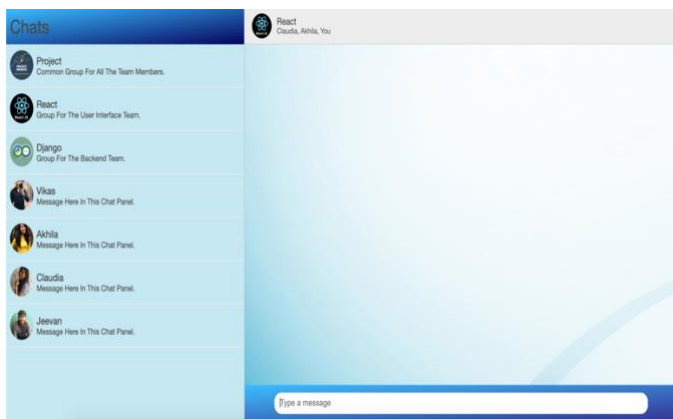 Chats
Project
Common Group For All The Team Members.
React
Group For The User Interface Team.
Django
Group For The Backend Team.
Vikas
Message Here In This Chat Panel.
Akhila
Message Here In This Chat Panel.
Claudia
Message Here In This Chat Panel.
Jeevan
Message Here In This Chat Panel.
React
Claudia, Akhila, You
Type a message